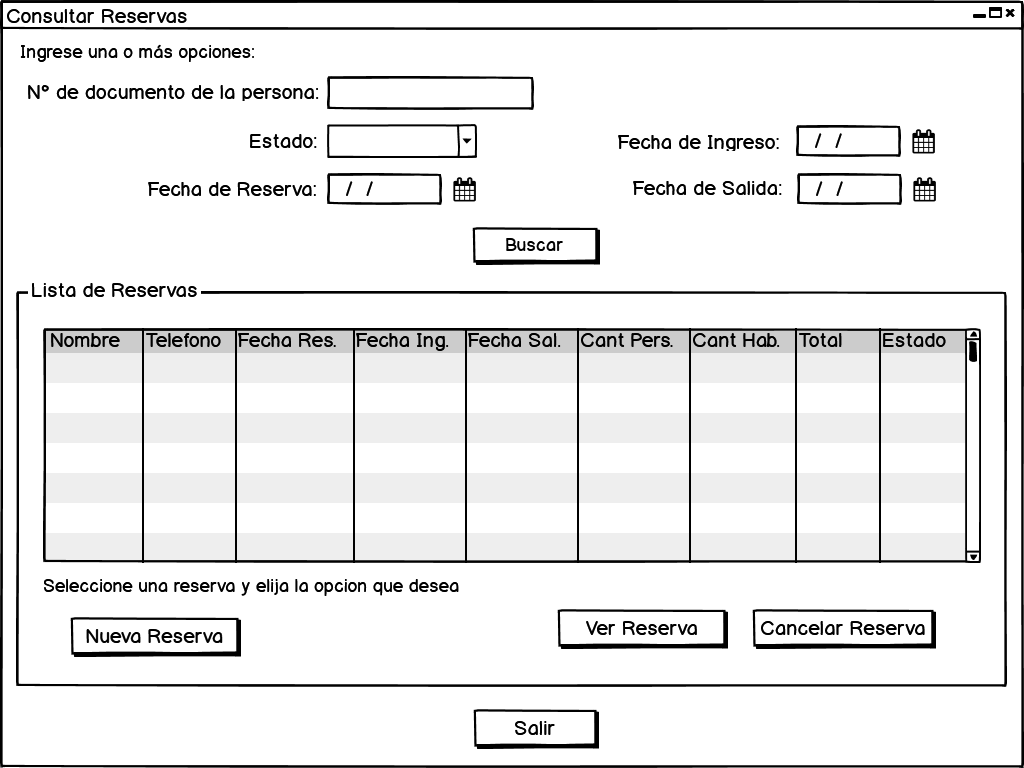 Consultar Reservas
Ingrese una o más opciones:
Nº de documento de la persona:
Estado:
Fecha de Ingreso: / /
Fecha de Reserva: / /
Fecha de Salida: / /
Buscar
Lista de Reservas
Nombre Telefono Fecha Res. Fecha Ing. Fecha Sal. Cant Pers. Cant Hab. Total Estado
Seleccione una reserva y elija la opcion que desea
Nueva Reserva Ver Reserva Cancelar Reserva
Salir